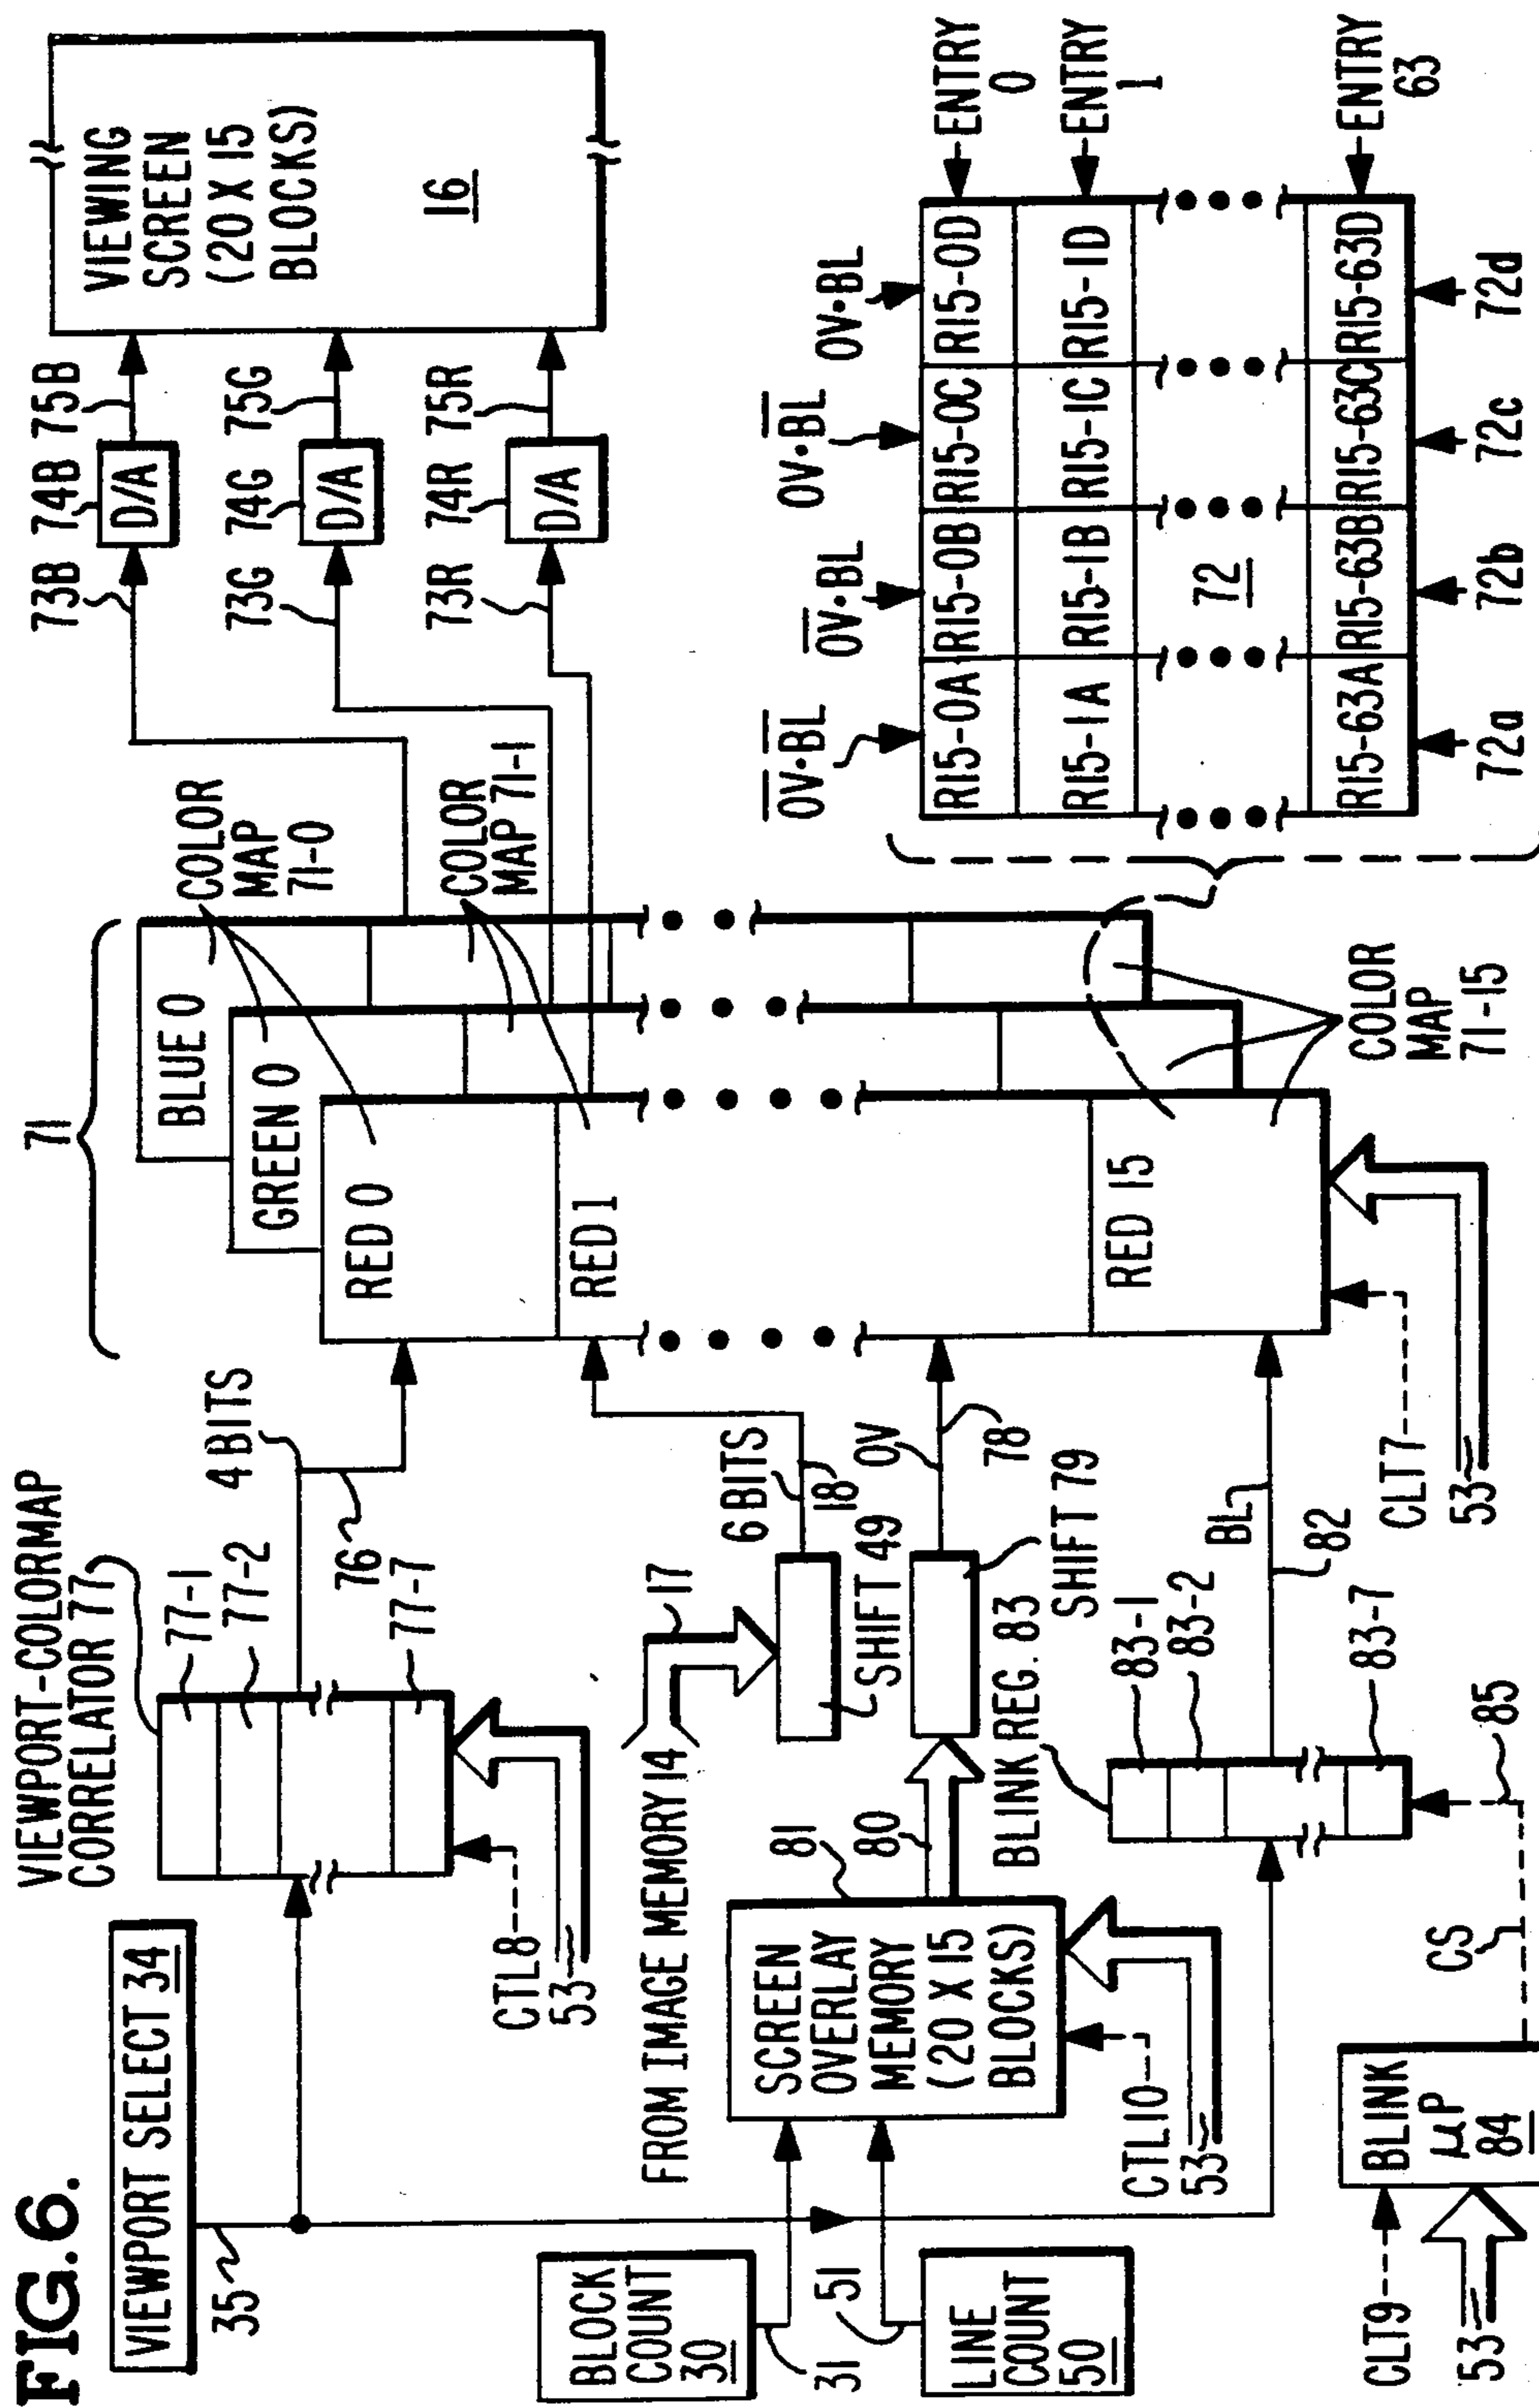 FIG. 6.
VIEWPORT SELECT 34
35
VIEWPORT-COLORMAP
CORRELATOR 77
77-1
77-2
77-7
4 BITS
76
CTL8
53
BLOCK
COUNT
30
31
LINE
COUNT
50
51
FROM IMAGE MEMORY 14
17
6 BITS
18
SHIFT 49
SCREEN
OVERLAY
MEMORY
(20 X 15
BLOCKS)
81
80
CTL10
53
OV
78
SHIFT 79
BLINK REG. 83
83-1
83-2
83-7
BL
82
CLT9
53
BLINK
μP
84
CS
85
71
BLUE 0
GREEN 0
RED 0
RED 1
RED 15
COLOR
MAP
71-0
COLOR
MAP 71-1
COLOR
MAP
71-15
CLT7
53
73B
74B
75B
D/A
73G
74G
75G
D/A
73R
74R
75R
D/A
VIEWING
SCREEN
(20 X 15
BLOCKS)
16
O̅V̅·B̅L̅
O̅V̅·BL
OV·B̅L̅
OV·BL
R15-0A R15-0B R15-0C R15-0D
ENTRY
0
R15-1A R15-1B R15-1C R15-1D
ENTRY
1
72
R15-63A R15-63B R15-63C R15-63D
ENTRY
63
72a
72b
72c
72d